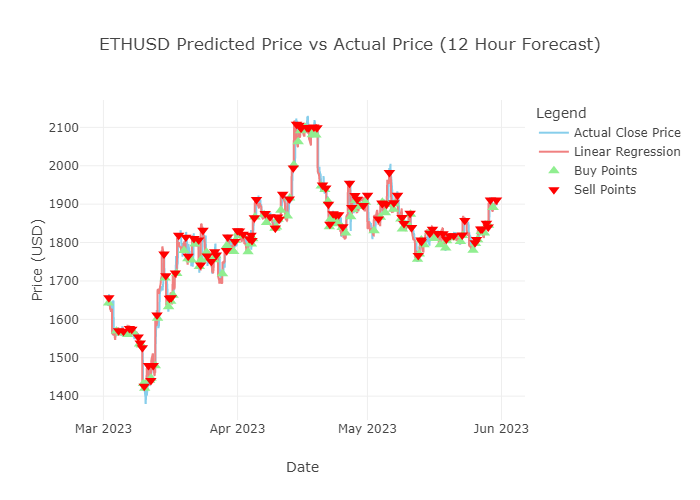 ETHUSD Predicted Price vs Actual Price (12 Hour Forecast)
Legend
Actual Close Price
Linear Regression
Buy Points
Sell Points
Price (USD)
2100
2000
1900
1800
1700
1600
1500
1400
Mar 2023 Apr 2023 May 2023 Jun 2023
Date